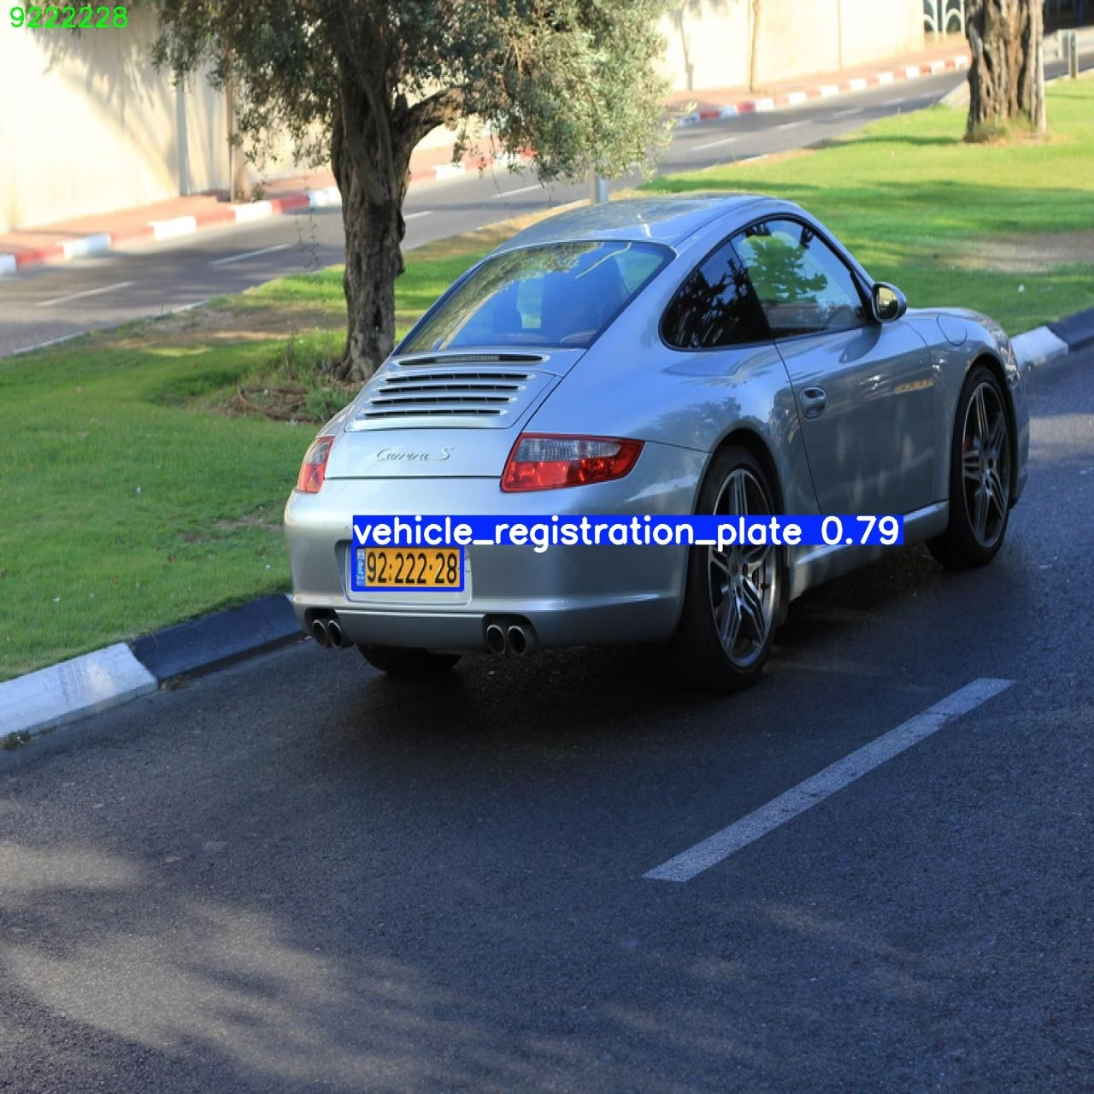 9222228
Carrera S
vehicle_registration_plate 0.79
92·222·28